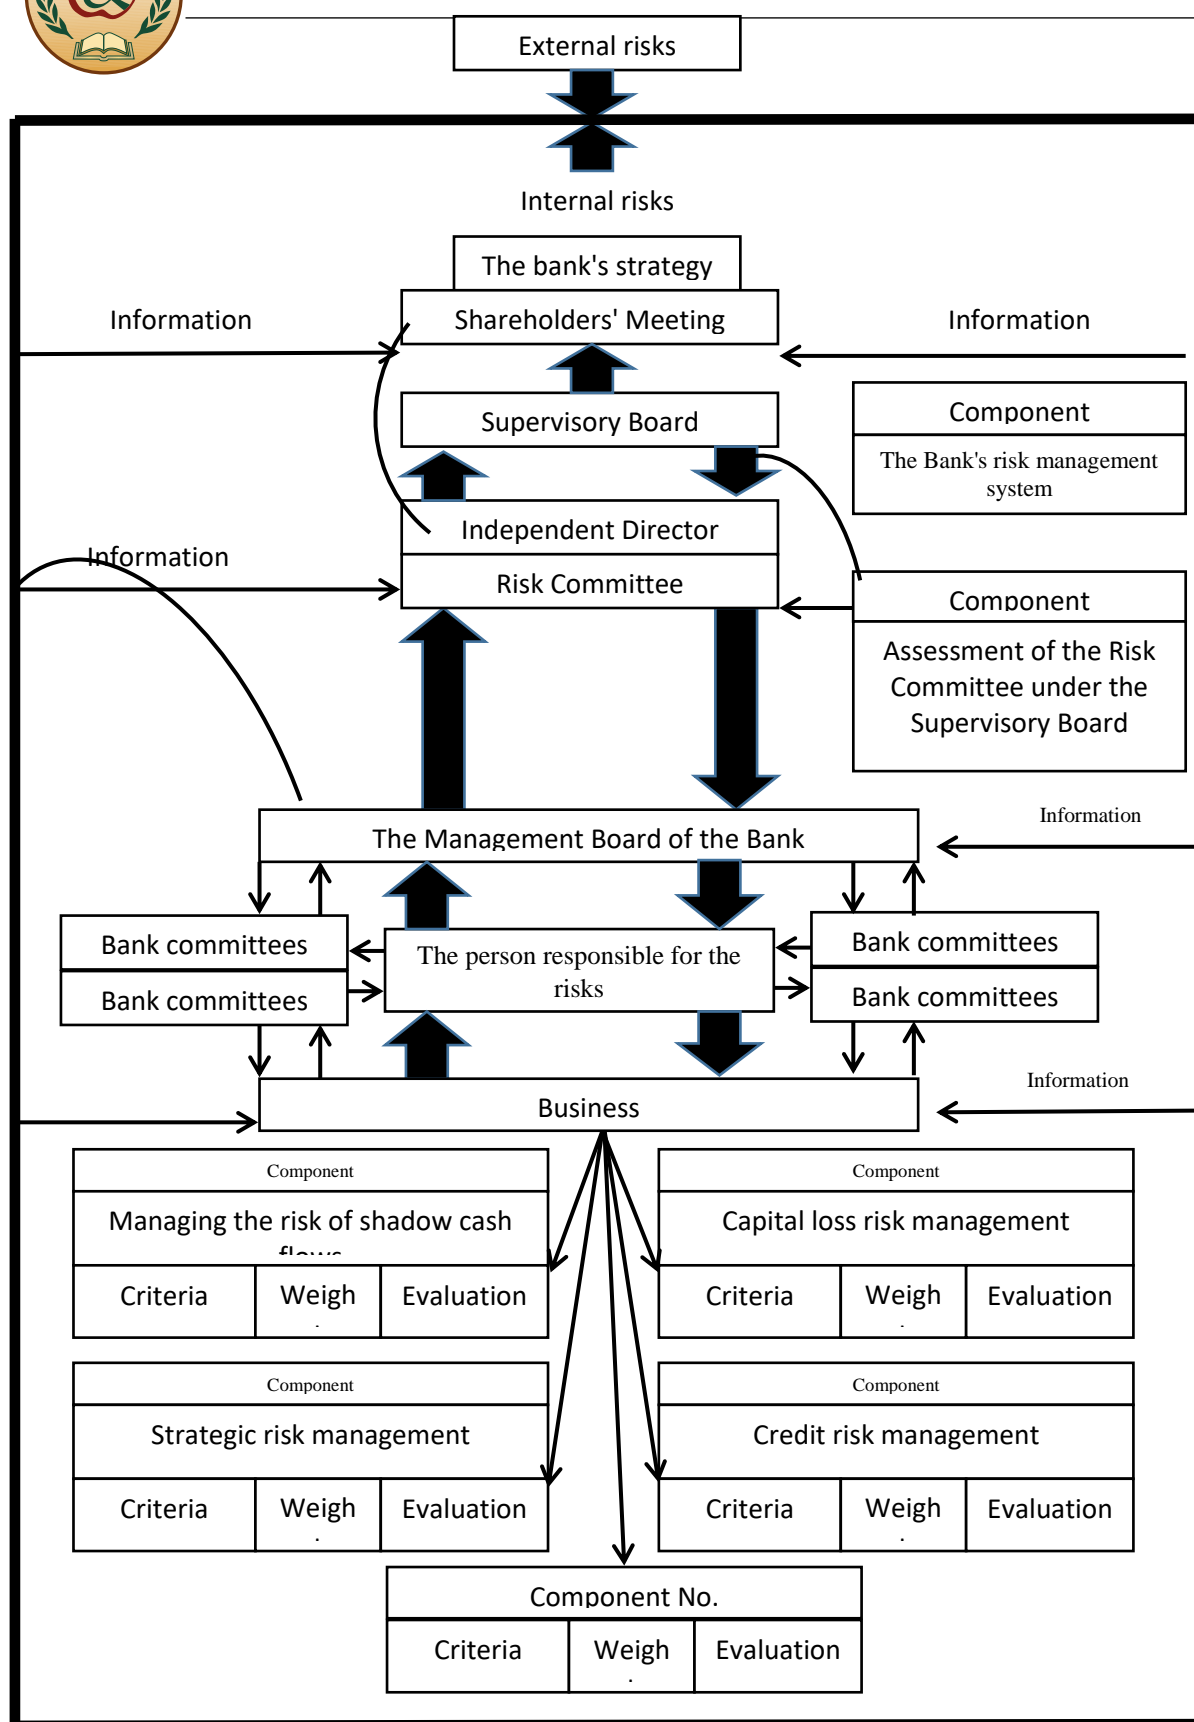 External risks
Internal risks
The bank's strategy
Information
Shareholders' Meeting
Information
Supervisory Board
Component
The Bank's risk management
system
Independent Director
Information
Risk Committee
Component
Assessment of the Risk
Committee under the
Supervisory Board
Information
The Management Board of the Bank
Bank committees
The person responsible for the
risks
Bank committees
Bank committees
Bank committees
Information
Business
Component
Managing the risk of shadow cash
flows
Criteria
Weigh
Evaluation
Component
Capital loss risk management
Criteria
Weigh
Evaluation
Component
Strategic risk management
Criteria
Weigh
Evaluation
Component
Credit risk management
Criteria
Weigh
Evaluation
Component No.
Criteria
Weigh
Evaluation